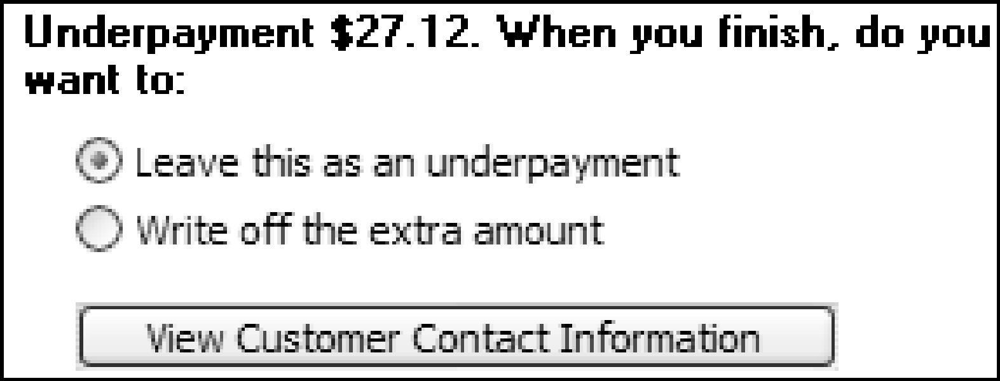 Underpayment $27.12. When you finish, do you
want to:
Leave this as an underpayment
Write off the extra amount
View Customer Contact Information